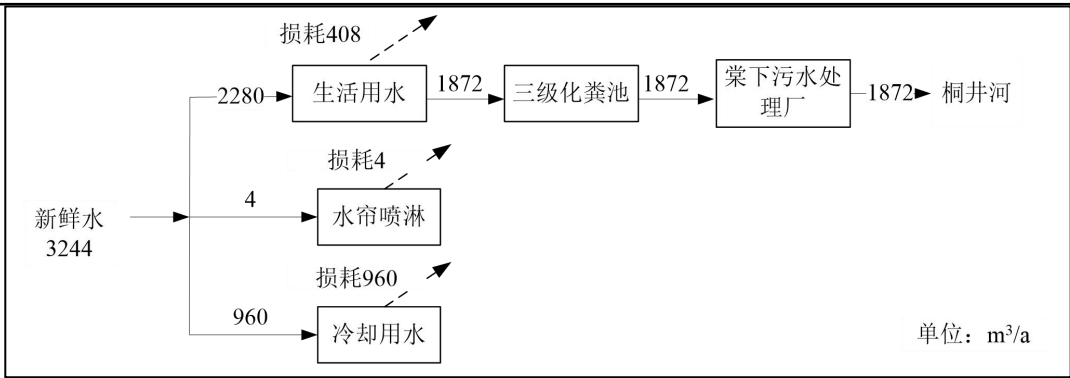 损耗408
2280
生活用水
1872
三级化粪池
1872
棠下污水处
理厂
1872
桐井河
损耗4
新鲜水
3244
4
水帘喷淋
损耗960
960
冷却用水
单位：m³/a